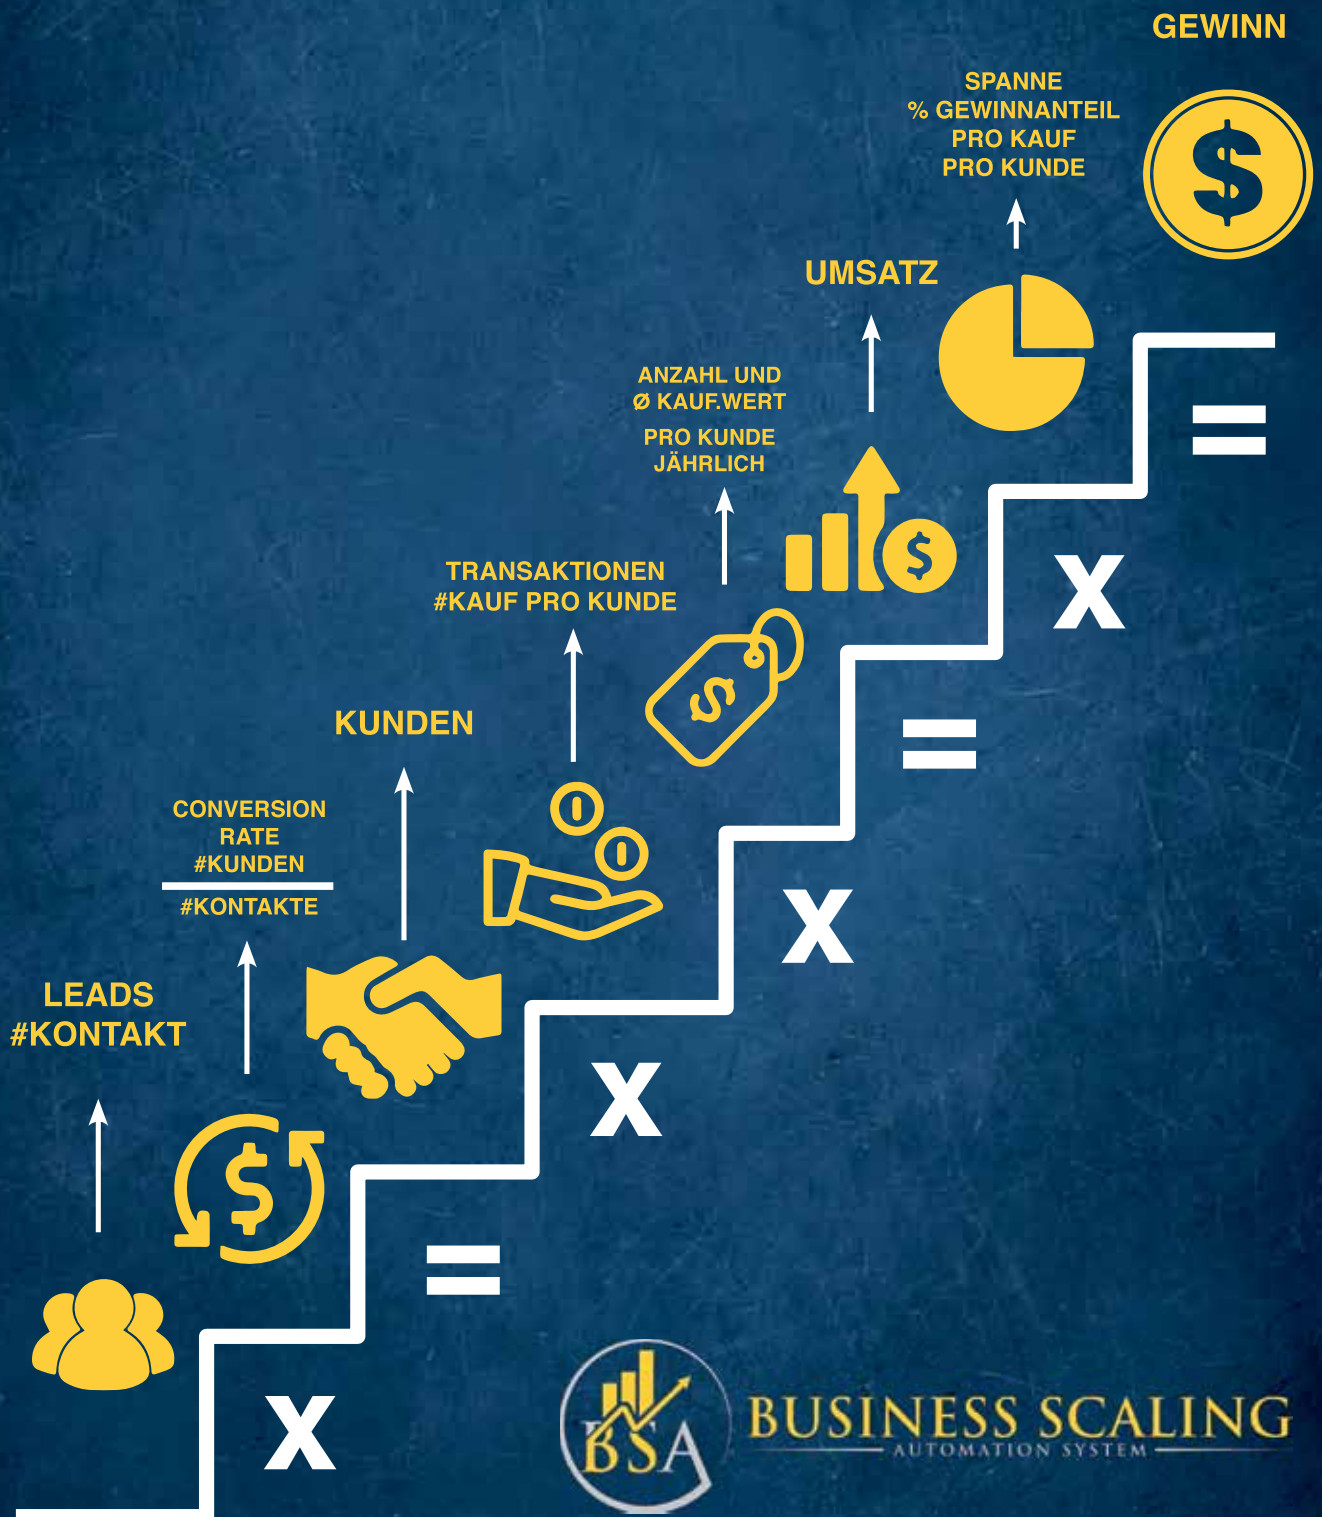 GEWINN
SPANNE
% GEWINNANTEIL
PRO KAUF
PRO KUNDE
$
UMSATZ
ANZAHL UND
Ø KAUF.WERT
PRO KUNDE
JÄHRLICH
=
$
TRANSAKTIONEN
#KAUF PRO KUNDE
X
$
KUNDEN
=
CONVERSION
RATE
#KUNDEN
#KONTAKTE
X
LEADS
#KONTAKT
X
$
=
X
BSA
BUSINESS SCALING
AUTOMATION SYSTEM